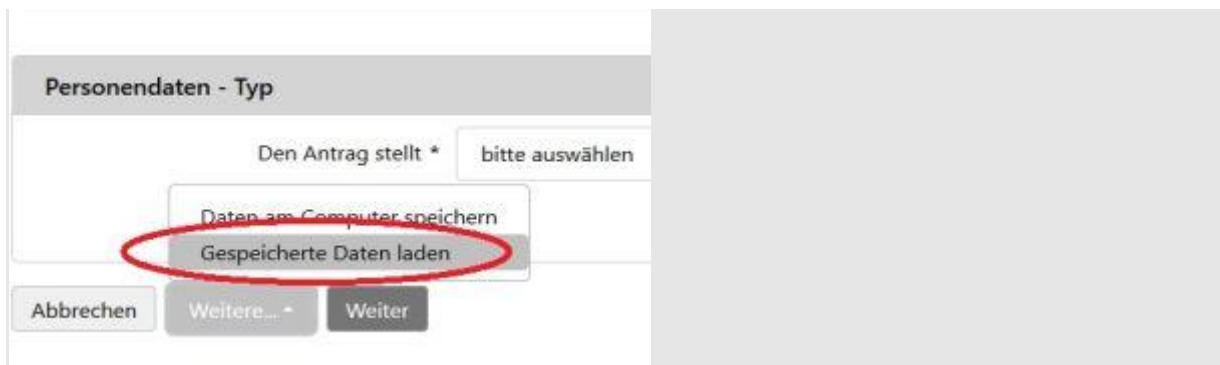 Personendaten - Typ
Den Antrag stellt * bitte auswählen
Daten am Computer speichern
Gespeicherte Daten laden
Abbrechen Weitere... Weiter